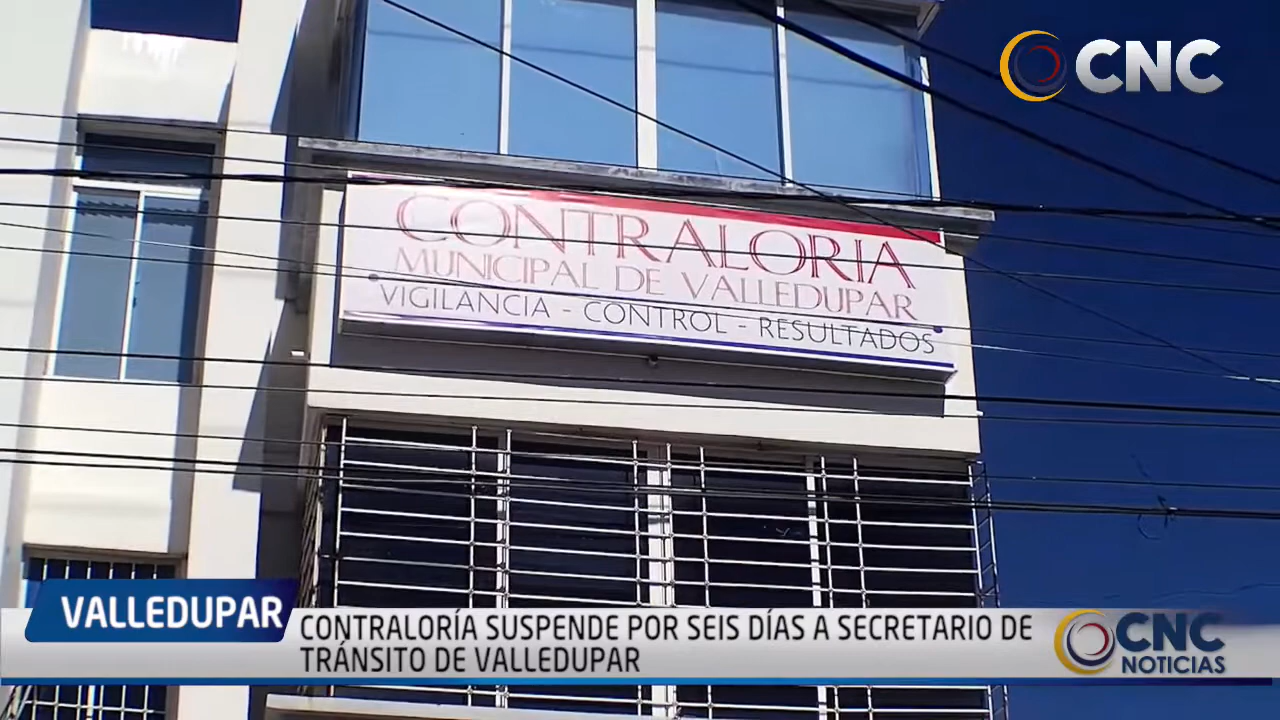 CNC
CONTRALORIA
MUNICIPAL DE VALLEDUPAR
VIGILANCIA - CONTROL - RESULTADOS
VALLEDUPAR
CONTRALORÍA SUSPENDE POR SEIS DÍAS A SECRETARIO DE
TRÁNSITO DE VALLEDUPAR
CNC
NOTICIAS